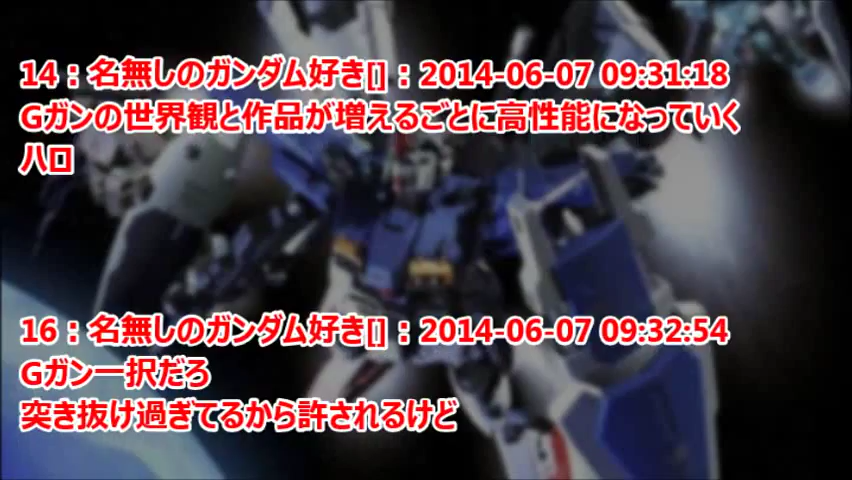 14：名無しのガンダム好き[]：2014-06-07 09:31:18
Gガンの世界観と作品が増えるごとに高性能になっていく
ハロ
16：名無しのガンダム好き[]：2014-06-07 09:32:54
Gガン一択だろ
突き抜け過ぎてるから許されるけど